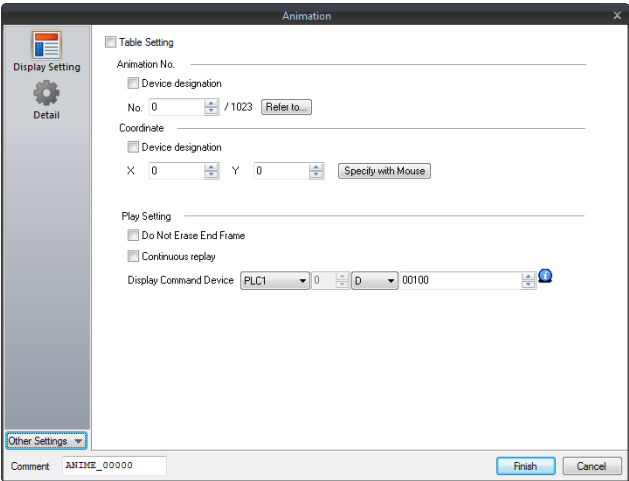 Animation X
Display Setting
Detail
Table Setting
Animation No.
Device designation
No. 0 / 1023 Refer to...
Coordinate
Device designation
X 0 Y 0 Specify with Mouse
Play Setting
Do Not Erase End Frame
Continuous replay
Display Command Device PLC1 0 D 00100 i
Other Settings
Comment ANIME_00000 Finish Cancel